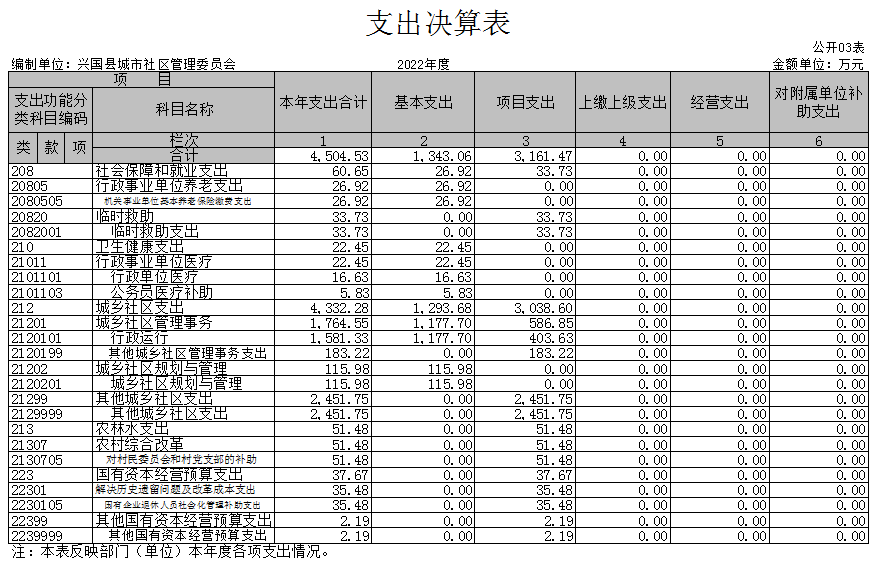 支出决算表
公开03表
编制单位：兴国县城市社区管理委员会 2022年度 金额单位：万元
项 目 本年支出合计 基本支出 项目支出 上缴上级支出 经营支出 对附属单位补助支出
支出功能分类科目编码 科目名称
类 款 项 栏次 1 2 3 4 5 6
合计 4,504.53 1,343.06 3,161.47 0.00 0.00 0.00
208 社会保障和就业支出 60.65 26.92 33.73 0.00 0.00 0.00
20805 行政事业单位养老支出 26.92 26.92 0.00 0.00 0.00 0.00
2080505 机关事业单位基本养老保险缴费支出 26.92 26.92 0.00 0.00 0.00 0.00
20820 临时救助 33.73 0.00 33.73 0.00 0.00 0.00
2082001 临时救助支出 33.73 0.00 33.73 0.00 0.00 0.00
210 卫生健康支出 22.45 22.45 0.00 0.00 0.00 0.00
21011 行政事业单位医疗 22.45 22.45 0.00 0.00 0.00 0.00
2101101 行政单位医疗 16.63 16.63 0.00 0.00 0.00 0.00
2101103 公务员医疗补助 5.83 5.83 0.00 0.00 0.00 0.00
212 城乡社区支出 4,332.28 1,293.68 3,038.60 0.00 0.00 0.00
21201 城乡社区管理事务 1,764.55 1,177.70 586.85 0.00 0.00 0.00
2120101 行政运行 1,581.33 1,177.70 403.63 0.00 0.00 0.00
2120199 其他城乡社区管理事务支出 183.22 0.00 183.22 0.00 0.00 0.00
21202 城乡社区规划与管理 115.98 115.98 0.00 0.00 0.00 0.00
2120201 城乡社区规划与管理 115.98 115.98 0.00 0.00 0.00 0.00
21299 其他城乡社区支出 2,451.75 0.00 2,451.75 0.00 0.00 0.00
2129999 其他城乡社区支出 2,451.75 0.00 2,451.75 0.00 0.00 0.00
213 农林水支出 51.48 0.00 51.48 0.00 0.00 0.00
21307 农村综合改革 51.48 0.00 51.48 0.00 0.00 0.00
2130705 对村民委员会和村党支部的补助 51.48 0.00 51.48 0.00 0.00 0.00
223 国有资本经营预算支出 37.67 0.00 37.67 0.00 0.00 0.00
22301 解决历史遗留问题及改革成本支出 35.48 0.00 35.48 0.00 0.00 0.00
2230105 国有企业退休人员社会化管理补助支出 35.48 0.00 35.48 0.00 0.00 0.00
22399 其他国有资本经营预算支出 2.19 0.00 2.19 0.00 0.00 0.00
2239999 其他国有资本经营预算支出 2.19 0.00 2.19 0.00 0.00 0.00
注：本表反映部门（单位）本年度各项支出情况。